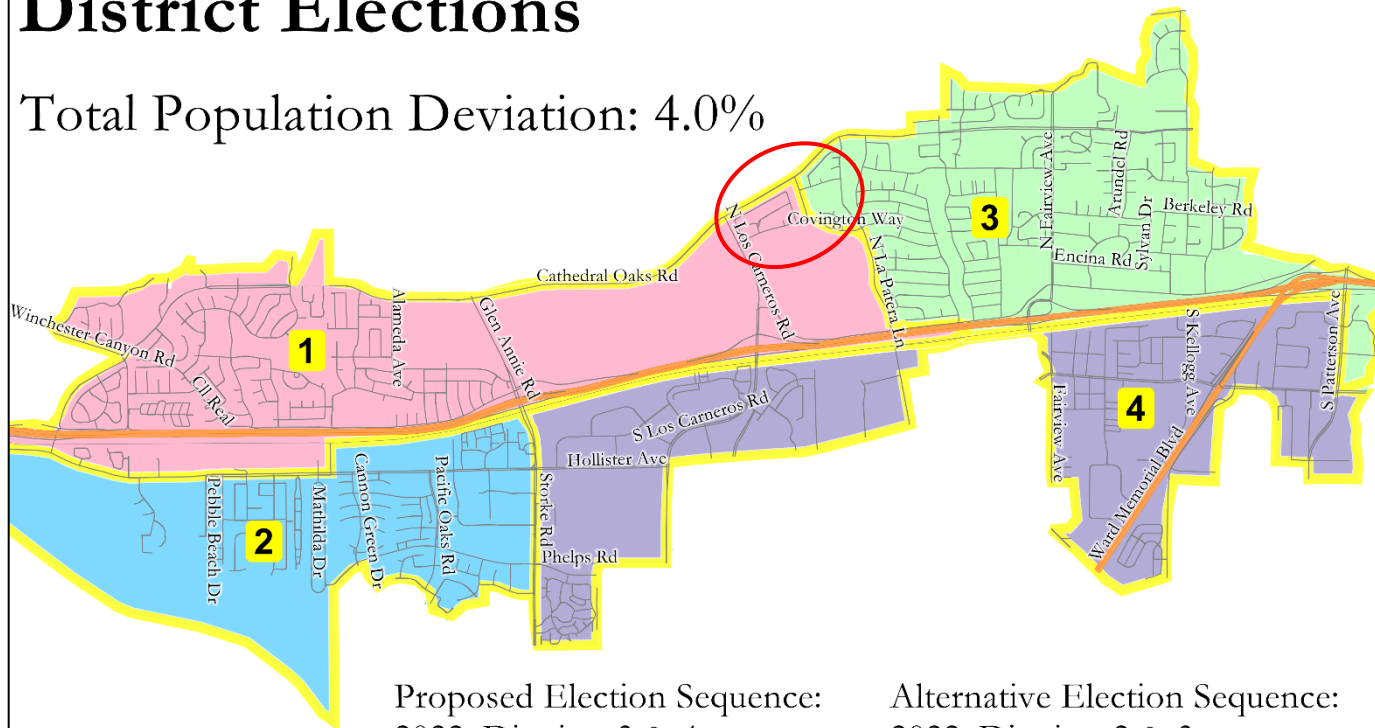 District Elections
Total Population Deviation: 4.0%
N Fairview Ave
Arundel Rd
Sylvan Dr
Berkeley Rd
3
Covington Way
N Los Carneros Rd
N La Patera Ln
Encina Rd
Cathedral Oaks Rd
Winchester Canyon Rd
1
Alameda Ave
Glen Annie Rd
Cll Real
S Kellogg Ave
S Patterson Ave
4
Fairview Ave
S Los Carneros Rd
Hollister Ave
Ward Memorial Blvd
Pebble Beach Dr
2
Mathilda Dr
Cannon Green Dr
Pacific Oaks Rd
Storke Rd
Phelps Rd
Proposed Election Sequence:
Alternative Election Sequence: